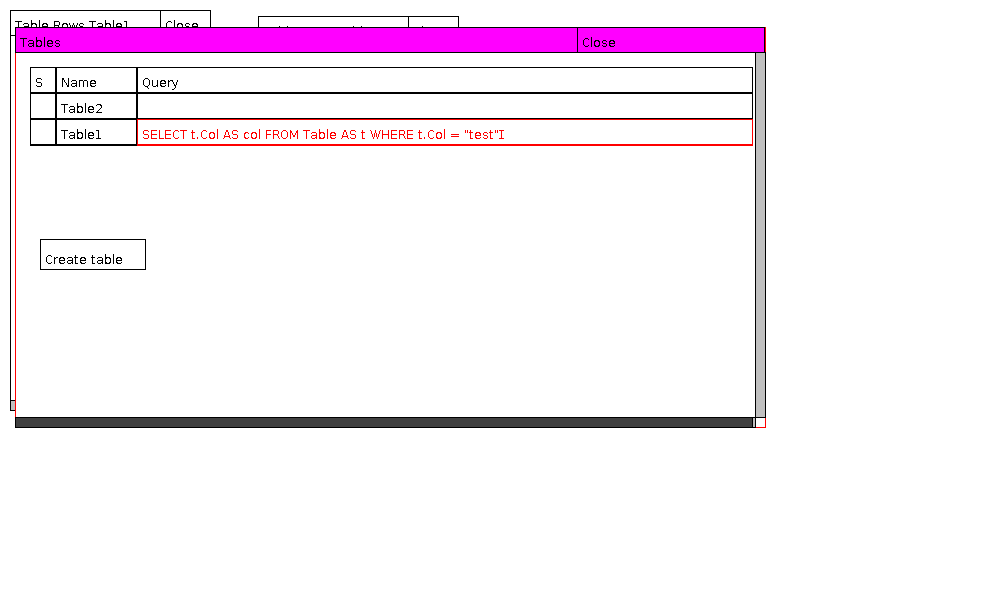 Table Rows Table1 Close
Tables Close
S Name Query
Table2
Table1 SELECT t.Col AS col FROM Table AS t WHERE t.Col = "test"
Create table